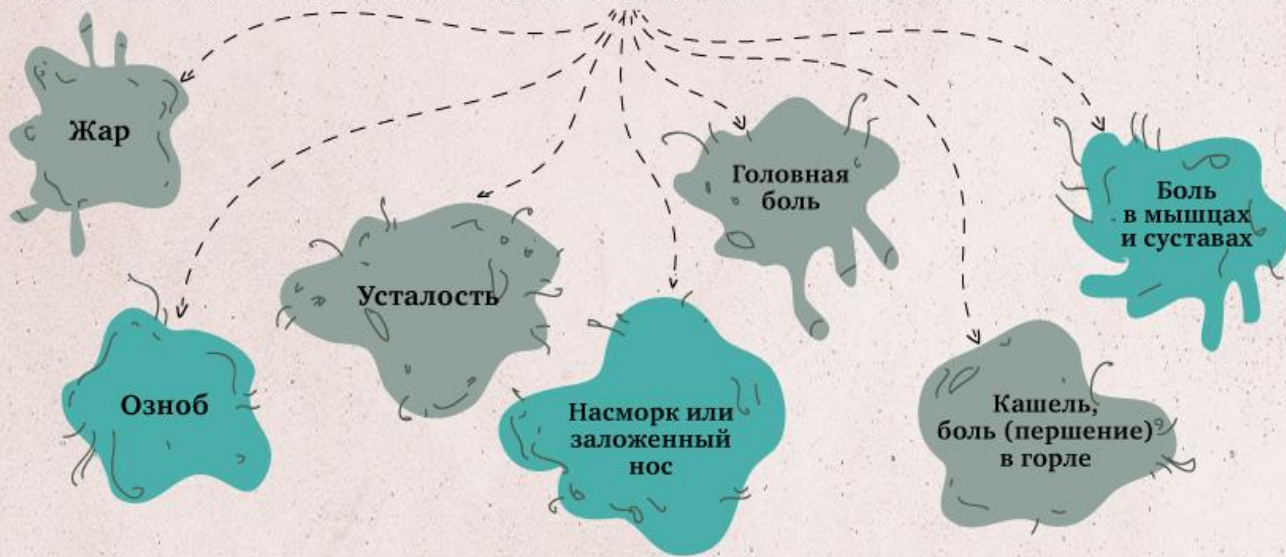 Жар
Головная
боль
Боль
в мышцах
и суставах
Усталость
Озноб
Насморк или
заложенный
нос
Кашель,
боль (першение)
в горле